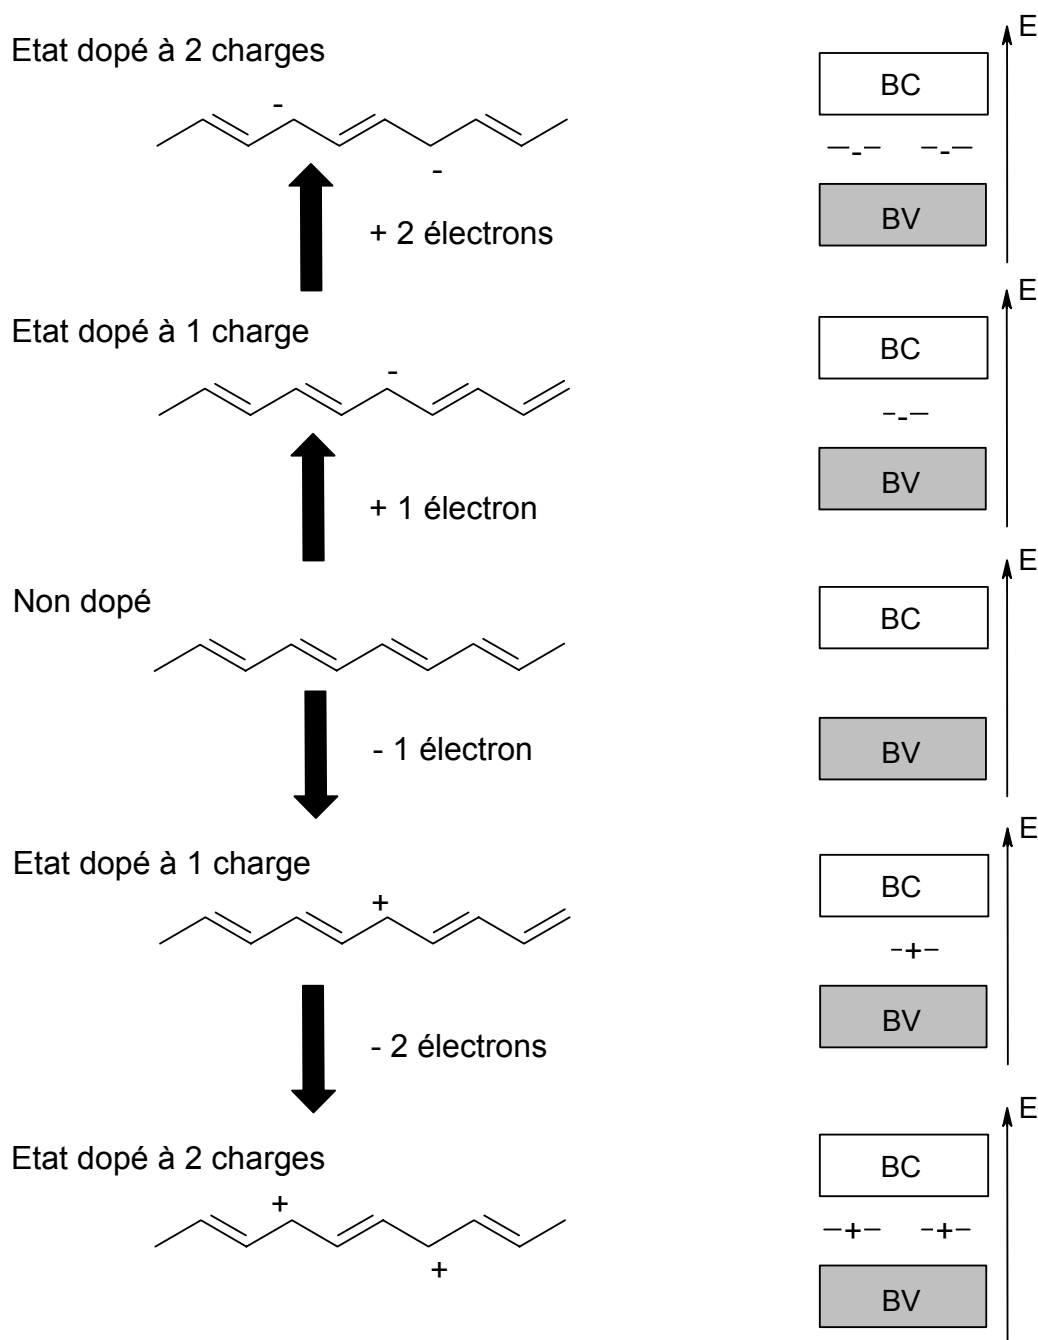 E
Etat dopé à 2 charges
BC
-
-
- -
BV
+ 2 électrons
E
Etat dopé à 1 charge
BC
-
-
BV
+ 1 électron
E
Non dopé
BC
BV
- 1 électron
E
Etat dopé à 1 charge
BC
+
+
BV
- 2 électrons
E
Etat dopé à 2 charges
BC
+
+ +
+
BV